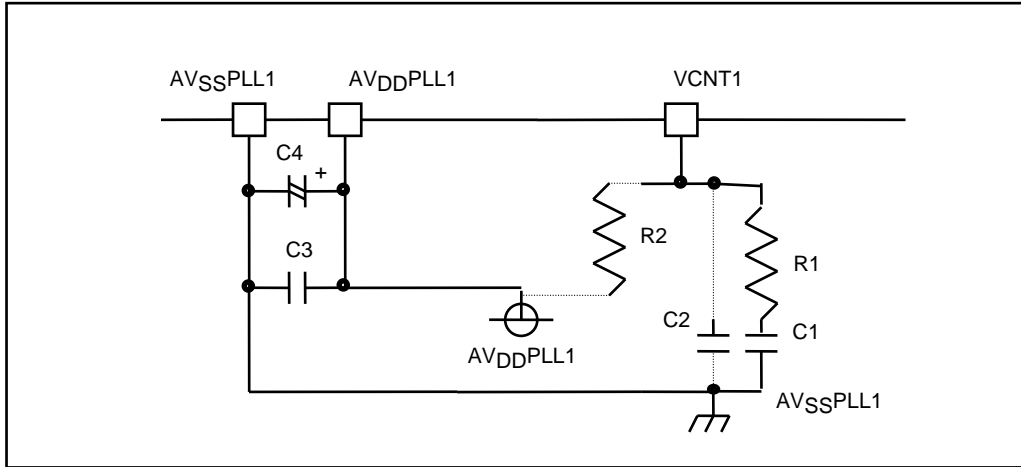 AVSSPLL1 AVDDPLL1 VCNT1
C4
+
C3
R2
R1
C2
C1
AVDDPLL1
AVSSPLL1